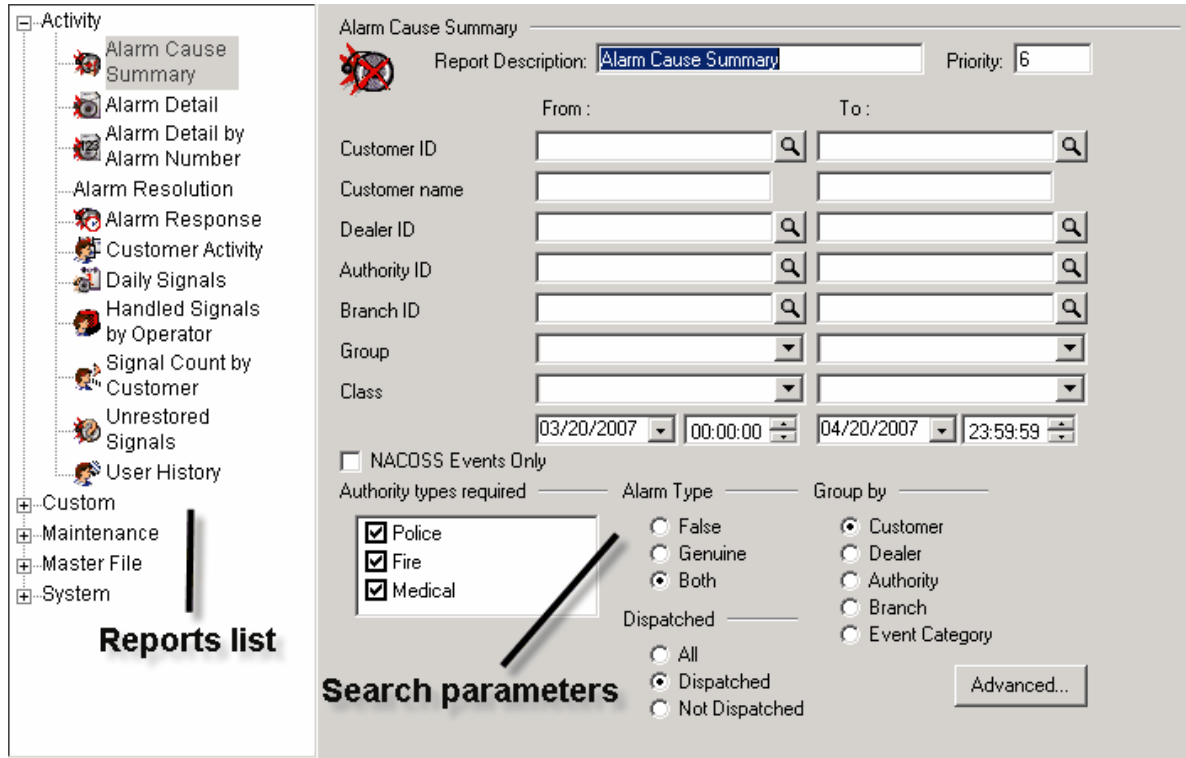 Activity
Alarm Cause
Summary
Alarm Detail
Alarm Detail by
Alarm Number
Alarm Resolution
Alarm Response
Customer Activity
Daily Signals
Handled Signals
by Operator
Signal Count by
Customer
Unrestored
Signals
User History
Custom
Maintenance
Master File
System
Reports list
Alarm Cause Summary
Report Description: Alarm Cause Summary Priority: 6
From : To :
Customer ID
Customer name
Dealer ID
Authority ID
Branch ID
Group
Class
03/20/2007 00:00:00 04/20/2007 23:59:59
NACOSS Events Only
Authority types required
Police
Fire
Medical
Alarm Type
False
Genuine
Both
Dispatched
All
Dispatched
Not Dispatched
Group by
Customer
Dealer
Authority
Branch
Event Category
Advanced...
Search parameters